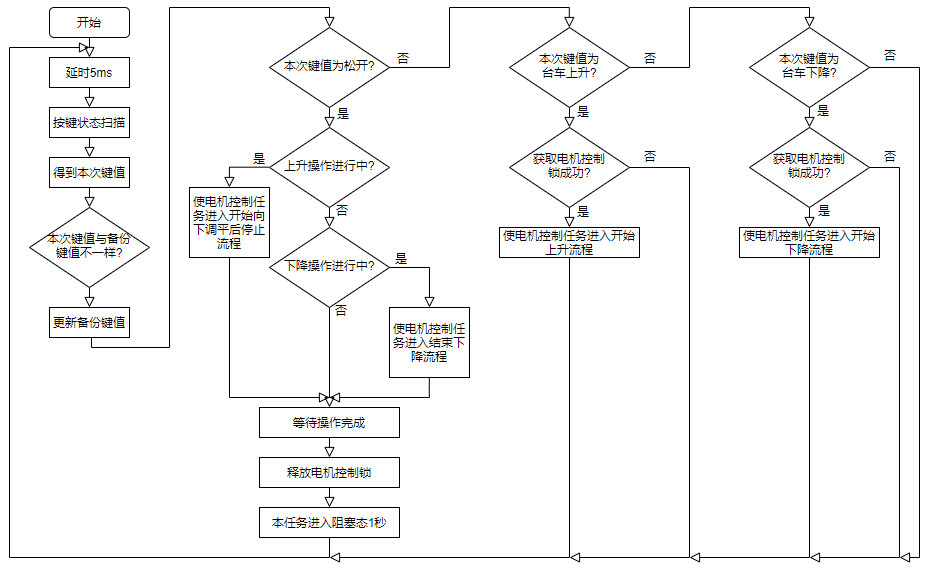 开始
延时5ms
按键状态扫描
得到本次键值
本次键值与备份
键值不一样?
更新备份键值
本次键值为松开?
否
是
上升操作进行中?
是
否
使电机控制任
务进入开始向
下调平后停止
流程
下降操作进行中?
是
否
使电机控制任
务进入结束下
降流程
等待操作完成
释放电机控制锁
本任务进入阻塞态1秒
本次键值为
台车上升?
否
是
获取电机控制
锁成功?
否
是
使电机控制任务进入开始
上升流程
本次键值为
台车下降?
否
是
获取电机控制
锁成功?
否
是
使电机控制任务进入开始
下降流程